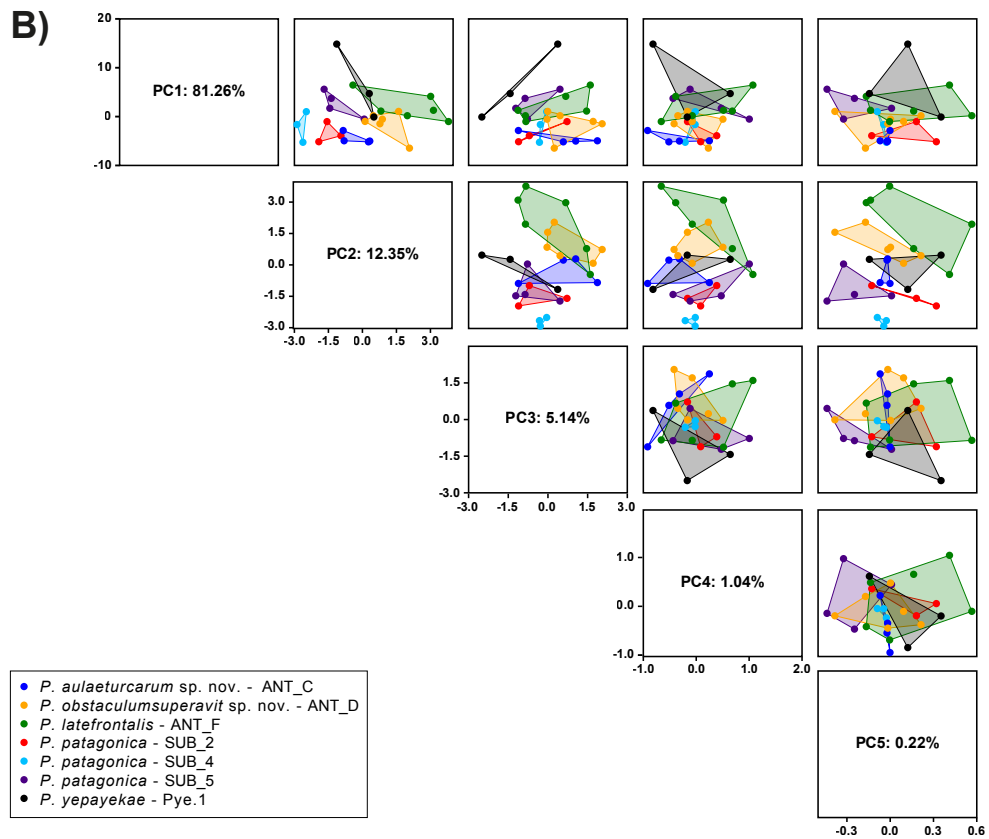 B)
20
10
0
-10
PC1: 81.26%
3.0
1.5
0.0
-1.5
-3.0
PC2: 12.35%
-3.0 -1.5 0.0 1.5 3.0
1.5
0.0
-1.5
-3.0
PC3: 5.14%
-3.0 0.0 1.5 3.0
1.0
0.0
-1.0
PC4: 1.04%
-1.0 0.0 1.0 2.0
PC5: 0.22%
-0.3 0.0 0.3 0.6
P. aulaeturcarum sp. nov. - ANT_C
P. obstaculumsuperavit sp. nov. - ANT_D
P. latefrontalis - ANT_F
P. patagonica - SUB_2
P. patagonica - SUB_4
P. patagonica - SUB_5
P. yepayekae - Pye.1